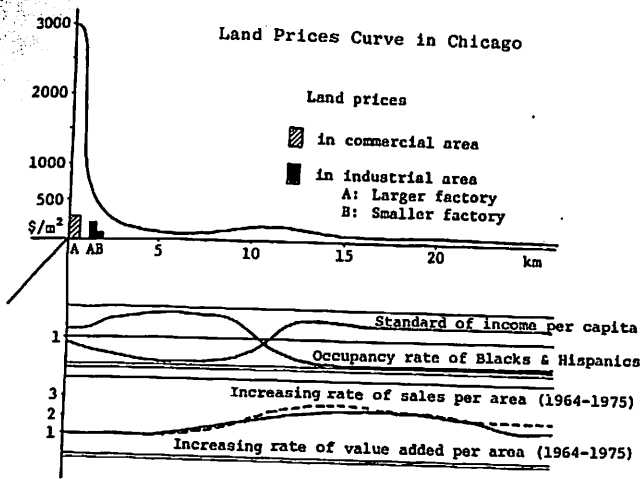 Land Prices Curve in Chicago
3000
2000
1000
500
$/m²
Land prices
in commercial area
in industrial area
A: Larger factory
B: Smaller factory
A AB 5 10 15 20 km
Standard of income per capita
1
Occupancy rate of Blacks & Hispanics
3
2
1
Increasing rate of sales per area (1964-1975)
Increasing rate of value added per area (1964-1975)